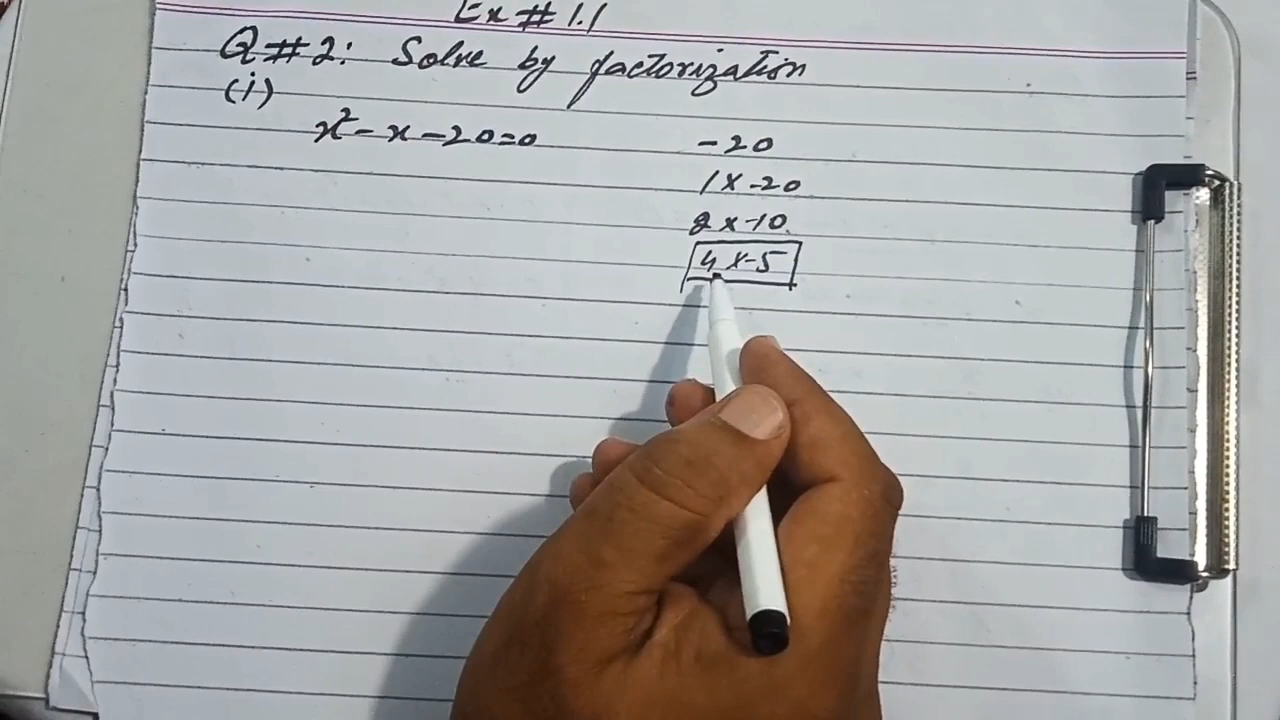 Ex # 1.1
Q # 2: Solve by factorization
(i)
x² - x - 20 = 0
- 20
1 x -20
2 x -10
4 x -5